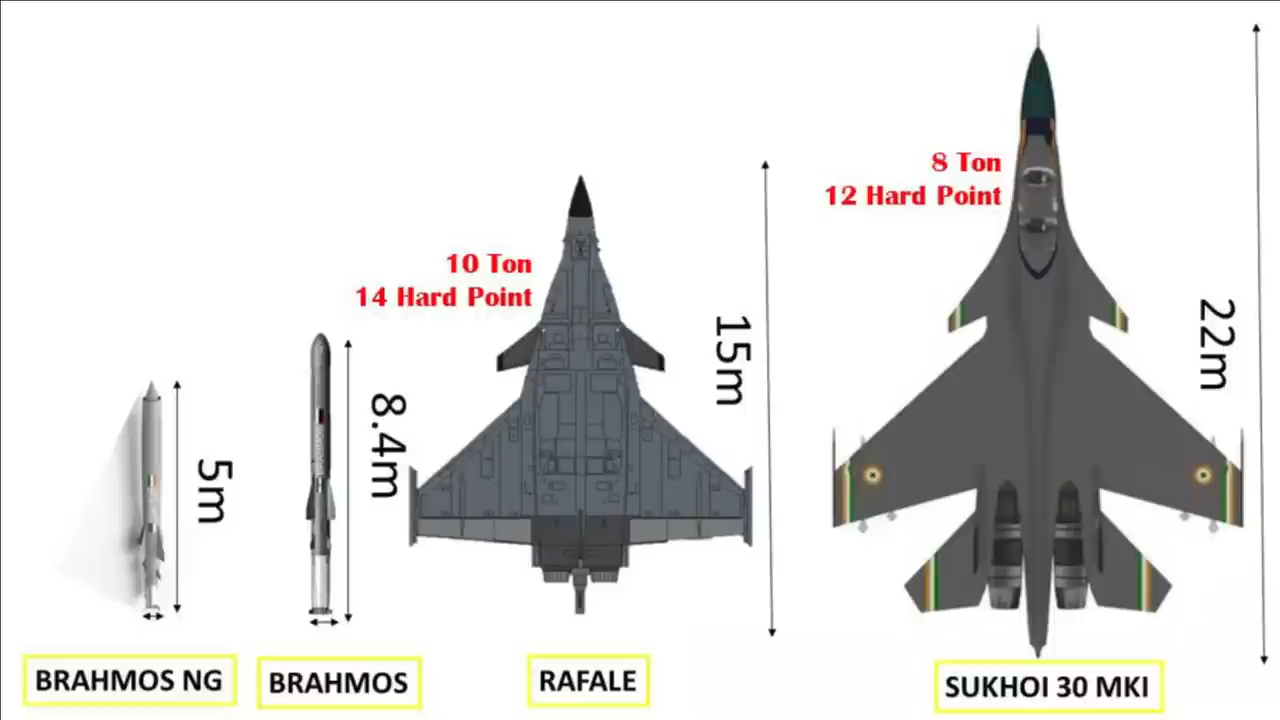 8 Ton
12 Hard Point
10 Ton
14 Hard Point
5m
8.4m
15m
22m
BRAHMOS NG
BRAHMOS
RAFALE
SUKHOI 30 MKI